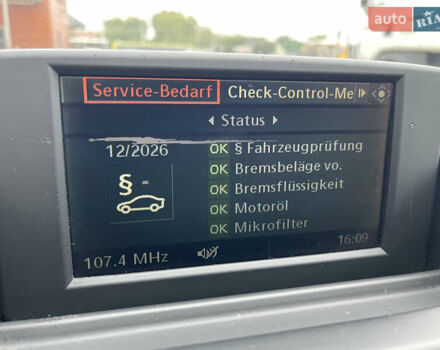 auto RIA
Service-Bedarf Check-Control-Me
Status
12/2026
OK § Fahrzeugprüfung
OK Bremsbeläge vo.
OK Bremsflüssigkeit
OK Motoröl
OK Mikrofilter
§
16:09
107.4 MHz